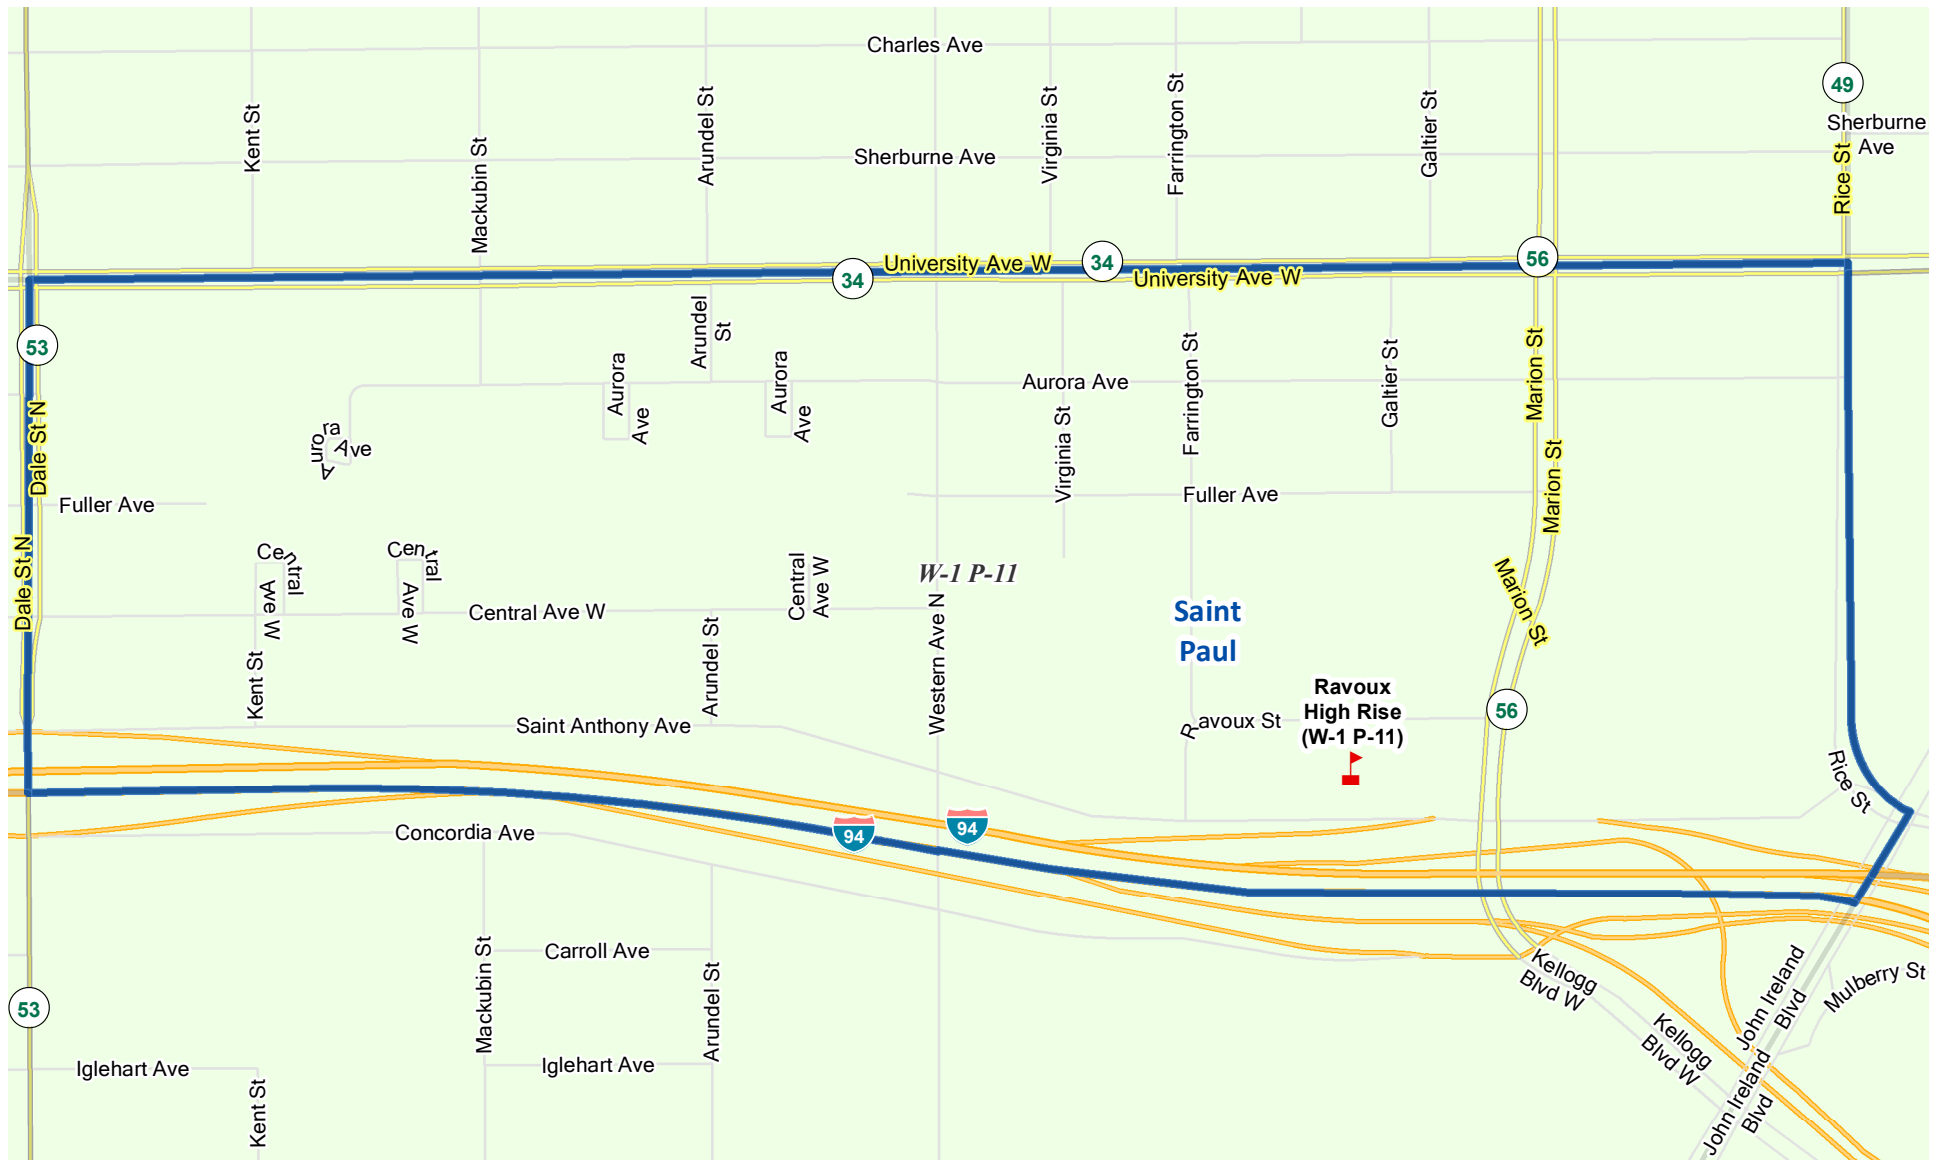 Charles Ave
49
Sherburne
Ave
Kent St
Mackubin St
Arundel St
Sherburne Ave
Virginia St
Farrington St
Galtier St
Rice St
University Ave W
34
56
34
University Ave W
53
Arundel
St
Aurora
Ave
Aurora
Ave
Aurora Ave
Farrington St
Galtier St
Marion St
Dale St N
Aurora
Ave
Virginia St
Marion St
Fuller Ave
Fuller Ave
Dale St N
Central
Ave W
Central
Ave W
Central
Ave W
W-1 P-11
Marion St
Central Ave W
Saint
Paul
Kent St
Arundel St
Western Ave N
Ravoux
High Rise
(W-1 P-11)
56
Saint Anthony Ave
Ravoux St
Rice St
Concordia Ave
94
94
Mackubin St
Carroll Ave
Arundel St
Kellogg
Blvd W
John Ireland
Blvd
Mulberry St
53
Kellogg
Blvd W
Iglehart Ave
Iglehart Ave
Kent St
John Ireland
Blvd